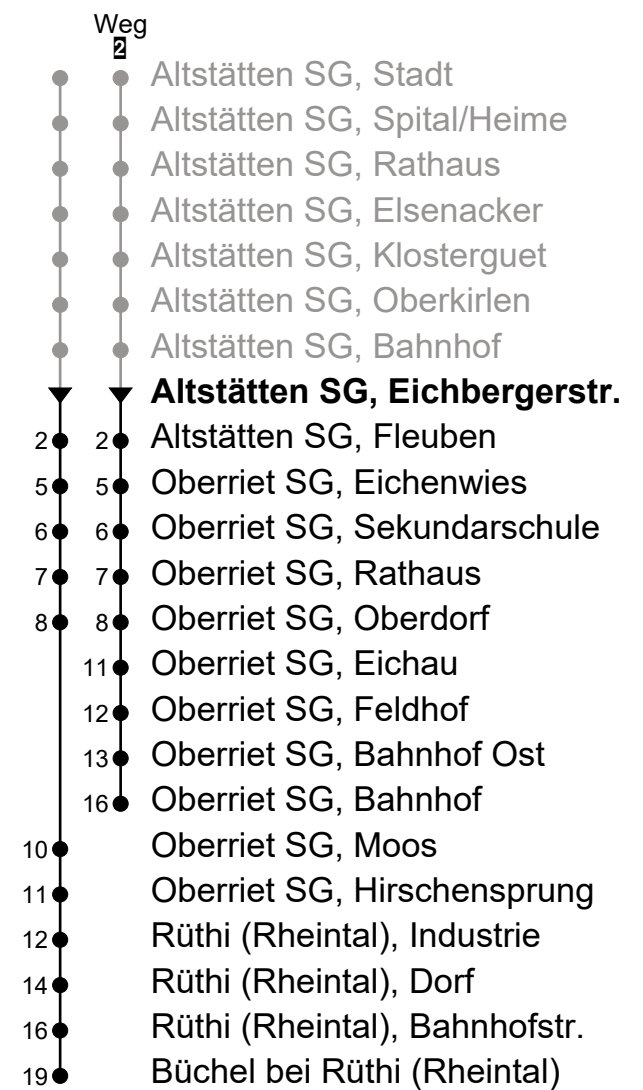 Weg
2
Altstätten SG, Stadt
Altstätten SG, Spital/Heime
Altstätten SG, Rathaus
Altstätten SG, Elsenacker
Altstätten SG, Klosterguet
Altstätten SG, Oberkirlen
Altstätten SG, Bahnhof
Altstätten SG, Eichbergerstr.
2 2 Altstätten SG, Fleuben
5 5 Oberriet SG, Eichenwies
6 6 Oberriet SG, Sekundarschule
7 7 Oberriet SG, Rathaus
8 8 Oberriet SG, Oberdorf
11 Oberriet SG, Eichau
12 Oberriet SG, Feldhof
13 Oberriet SG, Bahnhof Ost
16 Oberriet SG, Bahnhof
10 Oberriet SG, Moos
11 Oberriet SG, Hirschensprung
12 Rüthi (Rheintal), Industrie
14 Rüthi (Rheintal), Dorf
16 Rüthi (Rheintal), Bahnhofstr.
19 Büchel bei Rüthi (Rheintal)